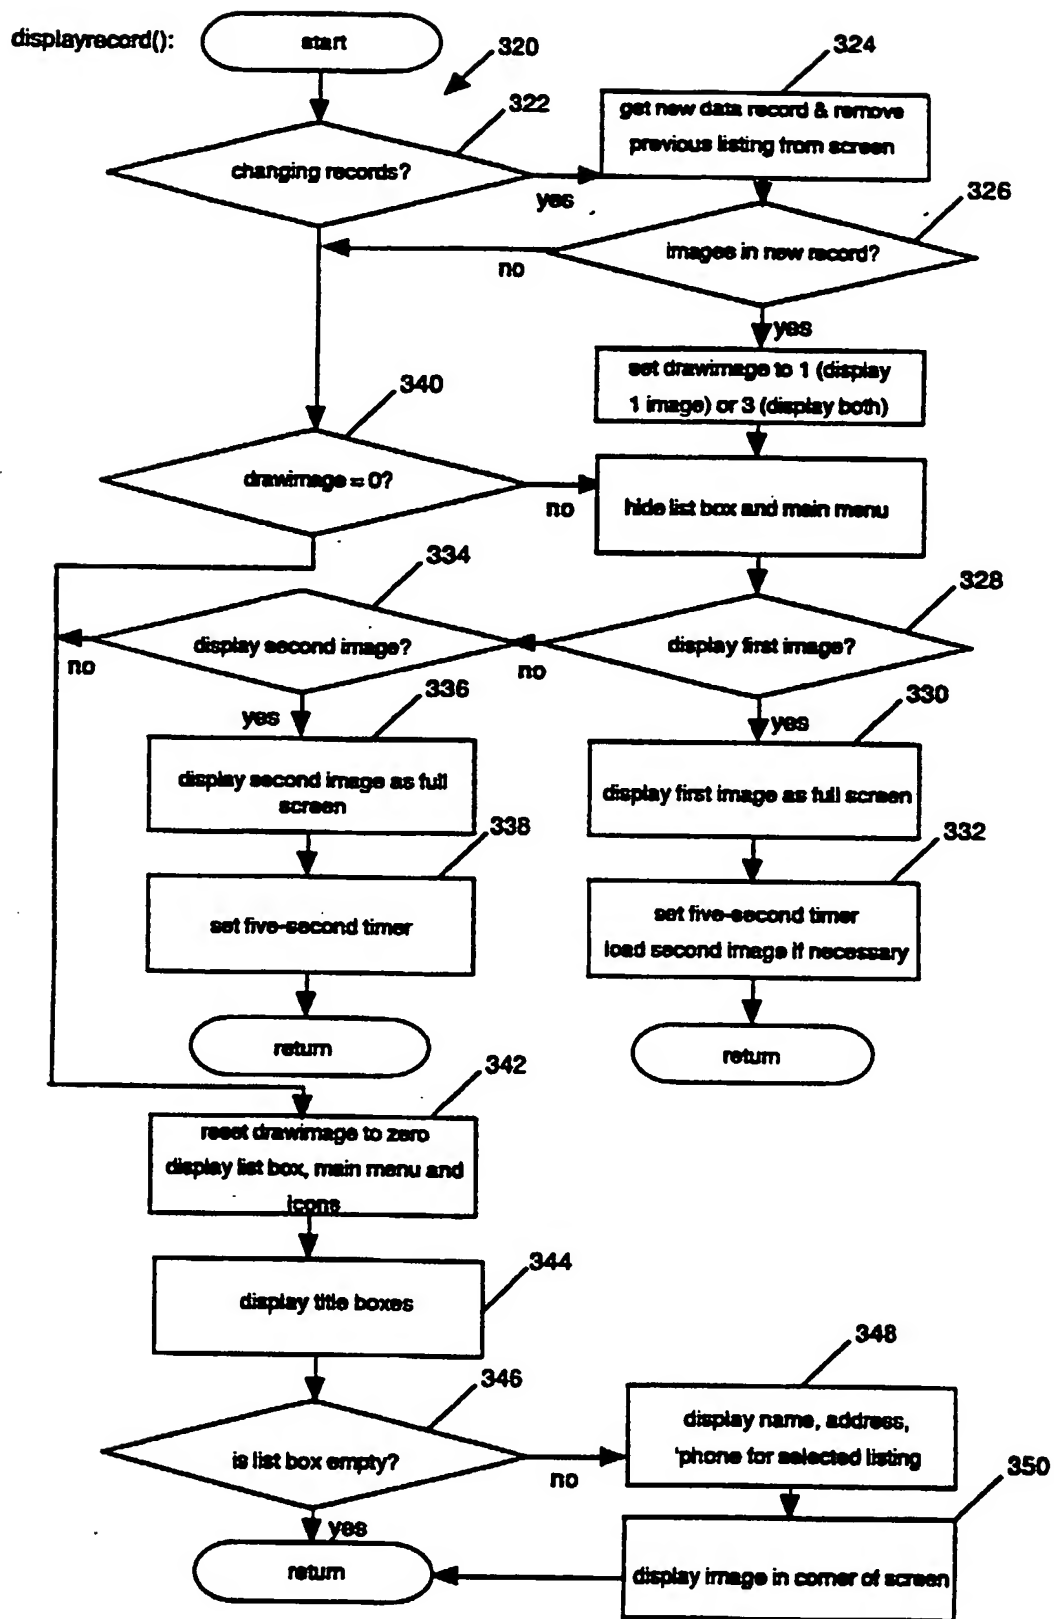 displayrecord():
start
320
322
324
get new data record & remove
previous listing from screen
changing records?
yes
326
images in new record?
no
yes
set drawimage to 1 (display
1 image) or 3 (display both)
340
drawimage = 0?
no
hide list box and main menu
334
328
display second image?
display first image?
no
no
336
330
yes
yes
display second image as full
screen
display first image as full screen
338
332
set five-second timer
set five-second timer
load second image if necessary
return
return
342
reset drawimage to zero
display list box, main menu and
icons
344
display title boxes
346
348
is list box empty?
no
display name, address,
'phone for selected listing
350
yes
return
display image in corner of screen